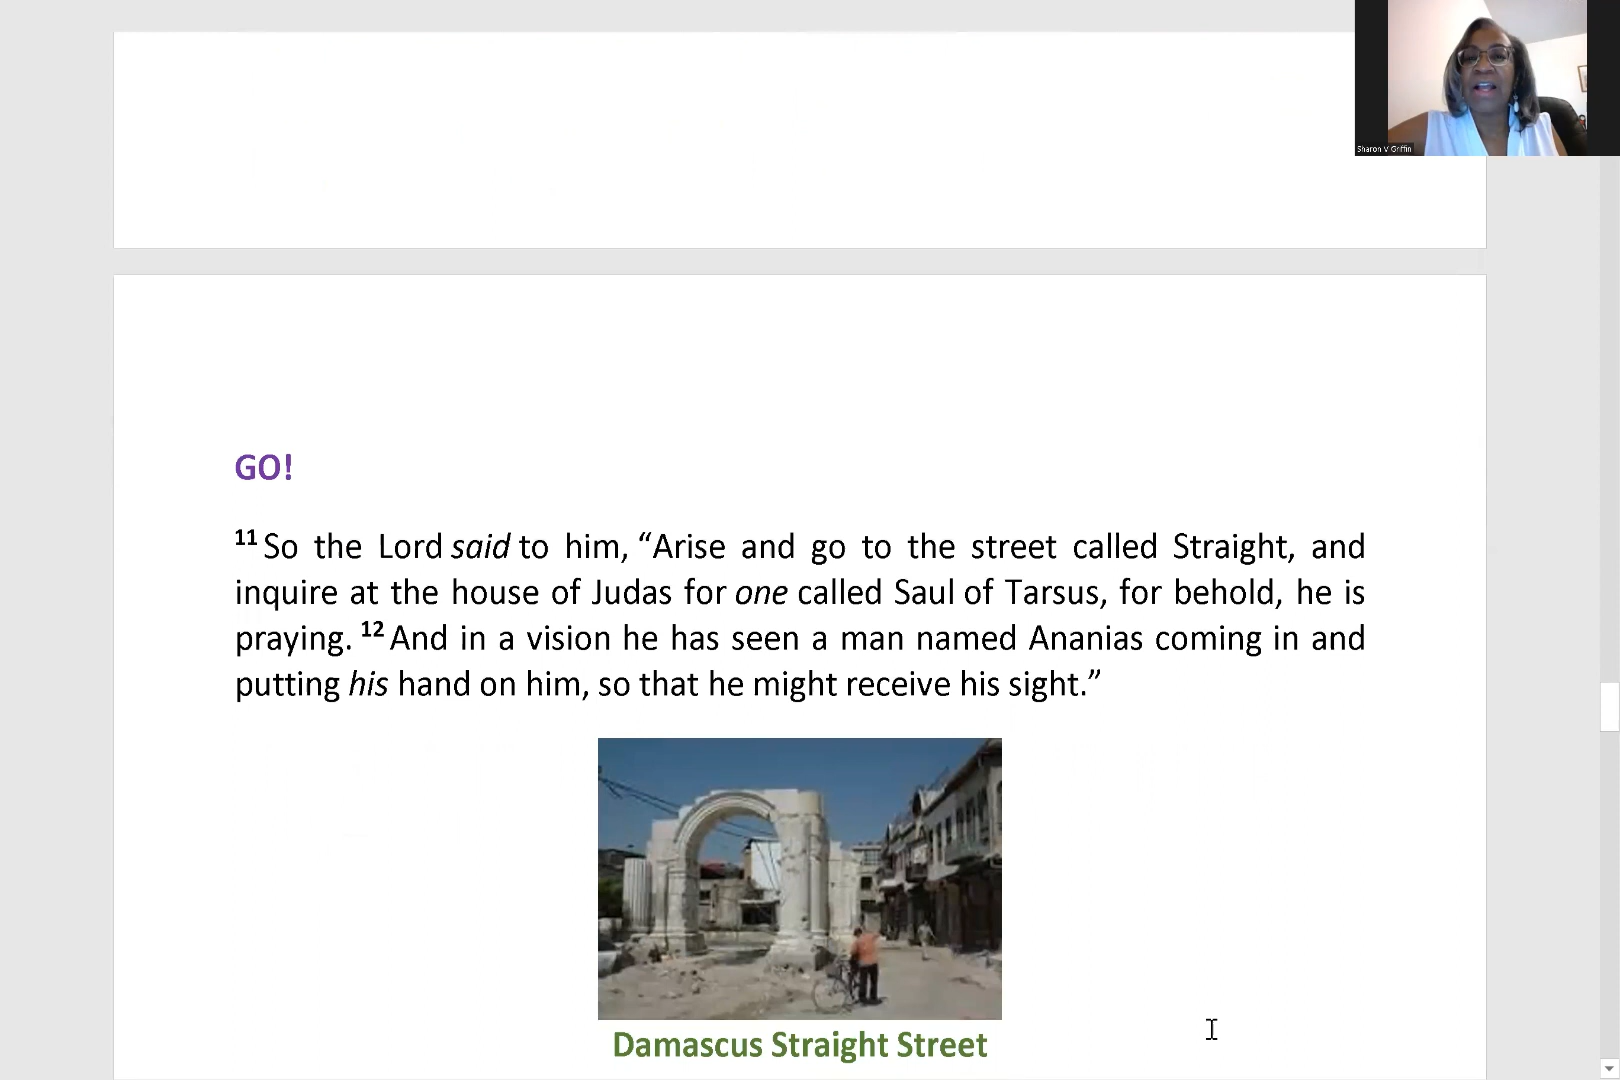 Sharon V Griffin
GO!
11 So the Lord said to him, “Arise and go to the street called Straight, and
inquire at the house of Judas for one called Saul of Tarsus, for behold, he is
praying. 12 And in a vision he has seen a man named Ananias coming in and
putting his hand on him, so that he might receive his sight.”
Damascus Straight Street